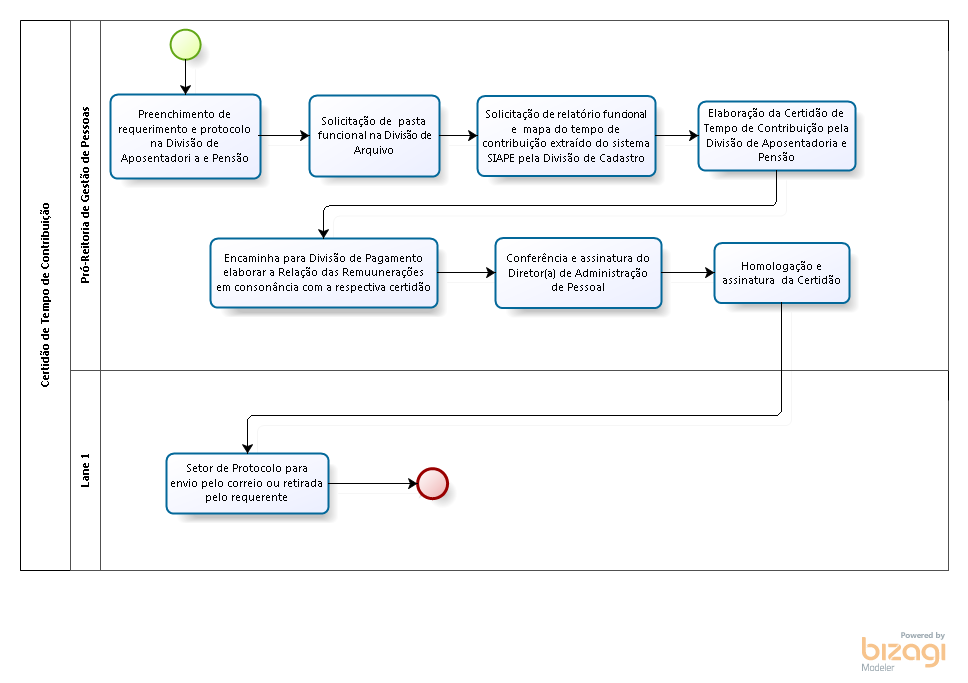 Certidão de Tempo de Contribuição
Pró-Reitoria de Gestão de Pessoas
Preenchimento de
requerimento e protocolo
na Divisão de
Aposentadori a e Pensão
Solicitação de pasta
funcional na Divisão de
Arquivo
Solicitação de relatório funcional
e mapa do tempo de
contribuição extraído do sistema
SIAPE pela Divisão de Cadastro
Elaboração da Certidão de
Tempo de Contribuição pela
Divisão de Aposentadoria e
Pensão
Encaminha para Divisão de Pagamento
elaborar a Relação das Remuunerações
em consonância com a respectiva certidão
Conferência e assinatura do
Diretor(a) de Administração
de Pessoal
Homologação e
assinatura da Certidão
Lane 1
Setor de Protocolo para
envio pelo correio ou retirada
pelo requerente
Powered by
bizagi
Modeler